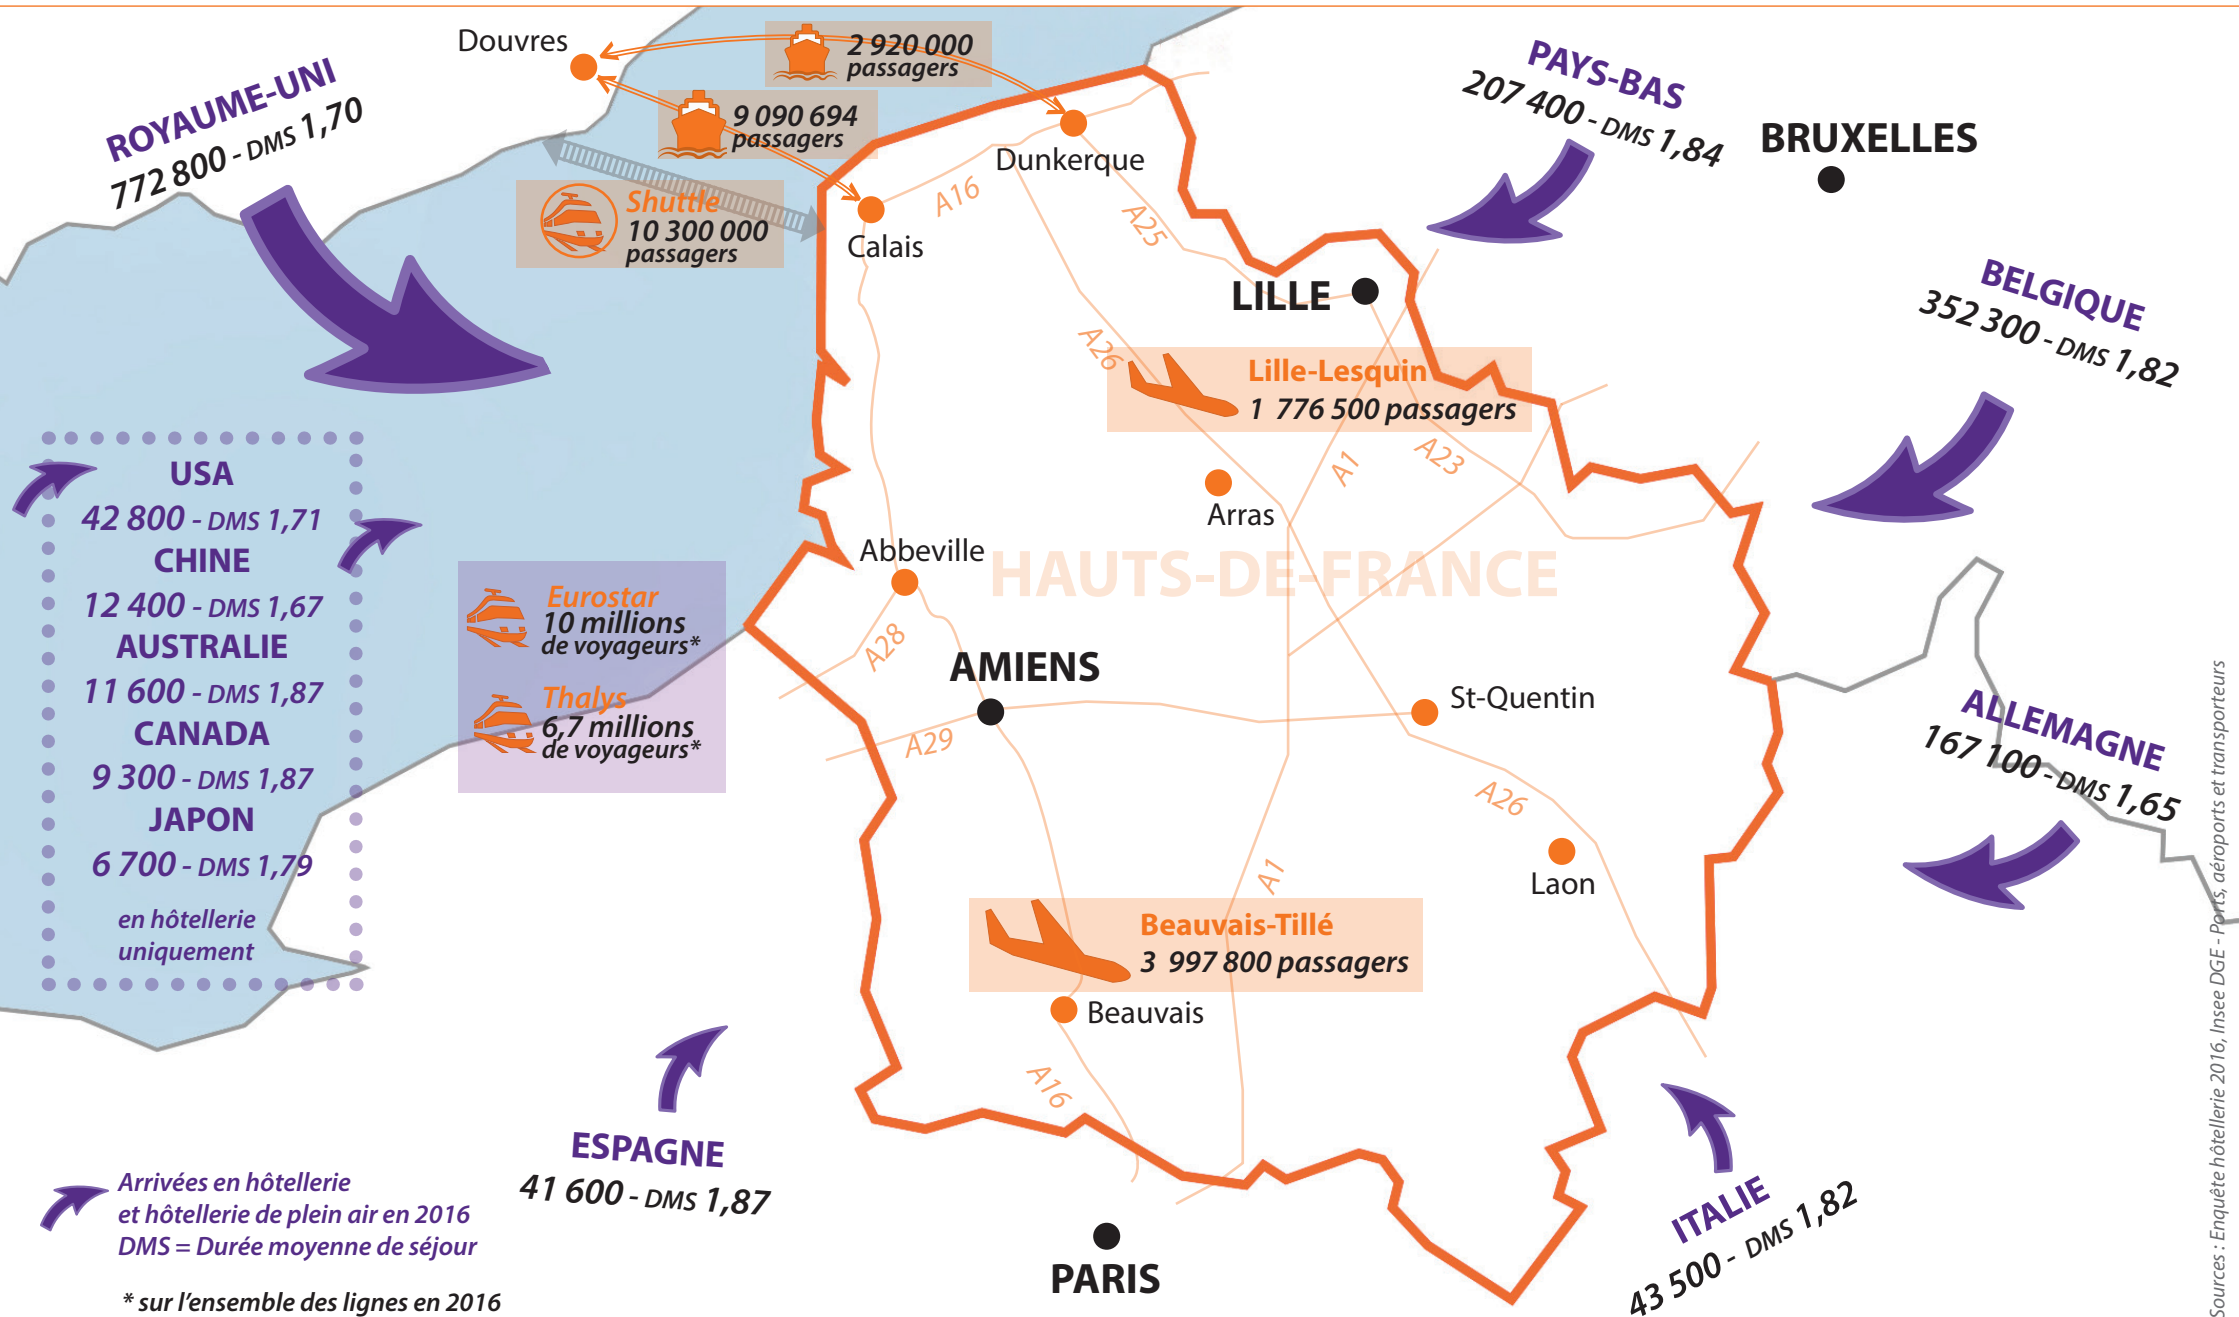 Douvres
2 920 000
passagers
9 090 694
passagers
Shuttle
10 300 000
passagers
ROYAUME-UNI
772 800 - DMS 1,70
PAYS-BAS
207 400 - DMS 1,84
BRUXELLES
Dunkerque
Calais
A16
A25
LILLE
BELGIQUE
352 300 - DMS 1,82
A26
Lille-Lesquin
1 776 500 passagers
A1
A23
Arras
USA
42 800 - DMS 1,71
CHINE
12 400 - DMS 1,67
AUSTRALIE
11 600 - DMS 1,87
CANADA
9 300 - DMS 1,87
JAPON
6 700 - DMS 1,79
en hôtellerie
uniquement
Abbeville
HAUTS-DE-FRANCE
Eurostar
10 millions
de voyageurs*
Thalys
6,7 millions
de voyageurs*
A28
AMIENS
A29
St-Quentin
ALLEMAGNE
167 100 - DMS 1,65
A26
Laon
A1
Beauvais-Tillé
3 997 800 passagers
Beauvais
A16
ESPAGNE
41 600 - DMS 1,87
ITALIE
43 500 - DMS 1,82
PARIS
Arrivées en hôtellerie
et hôtellerie de plein air en 2016
DMS = Durée moyenne de séjour
* sur l'ensemble des lignes en 2016
Sources : Enquête hôtellerie 2016, Insee DGE - Ports, aéroports et transporteurs